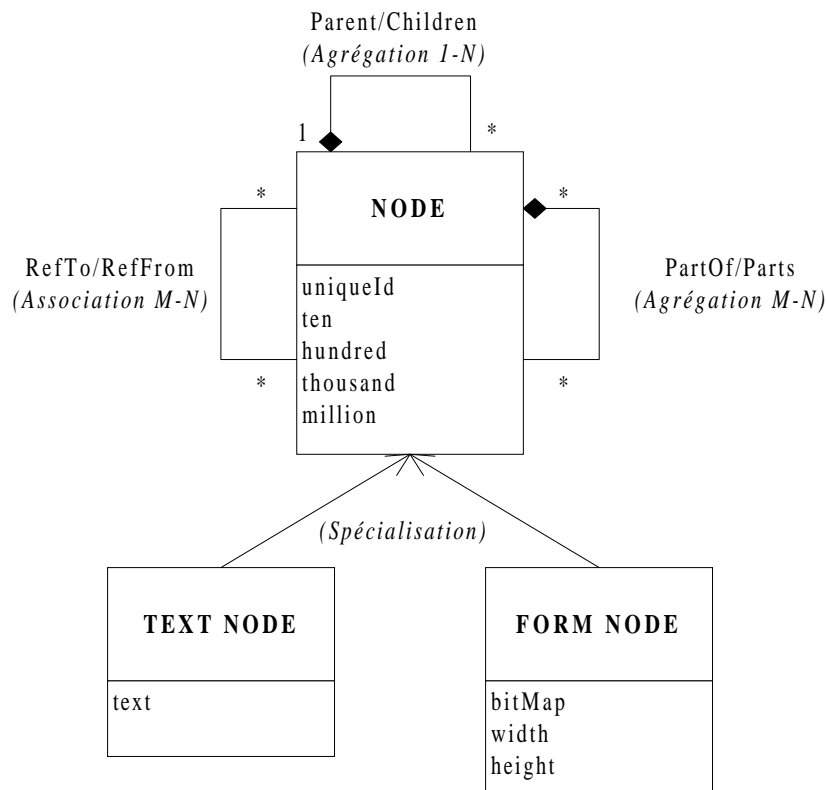 Parent/Children
(Agrégation 1-N)
1 *
* NODE *
RefTo/RefFrom
(Association M-N)
PartOf/Parts
(Agrégation M-N)
uniqueId
ten
hundred
thousand
million
* *
(Spécialisation)
TEXT NODE
text
FORM NODE
bitMap
width
height